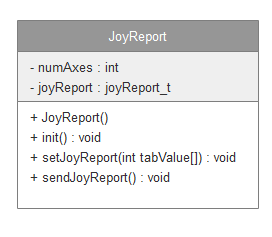 JoyReport
- numAxes : int
- joyReport : joyReport_t
+ JoyReport()
+ init() : void
+ setJoyReport(int tabValue[]) : void
+ sendJoyReport() : void